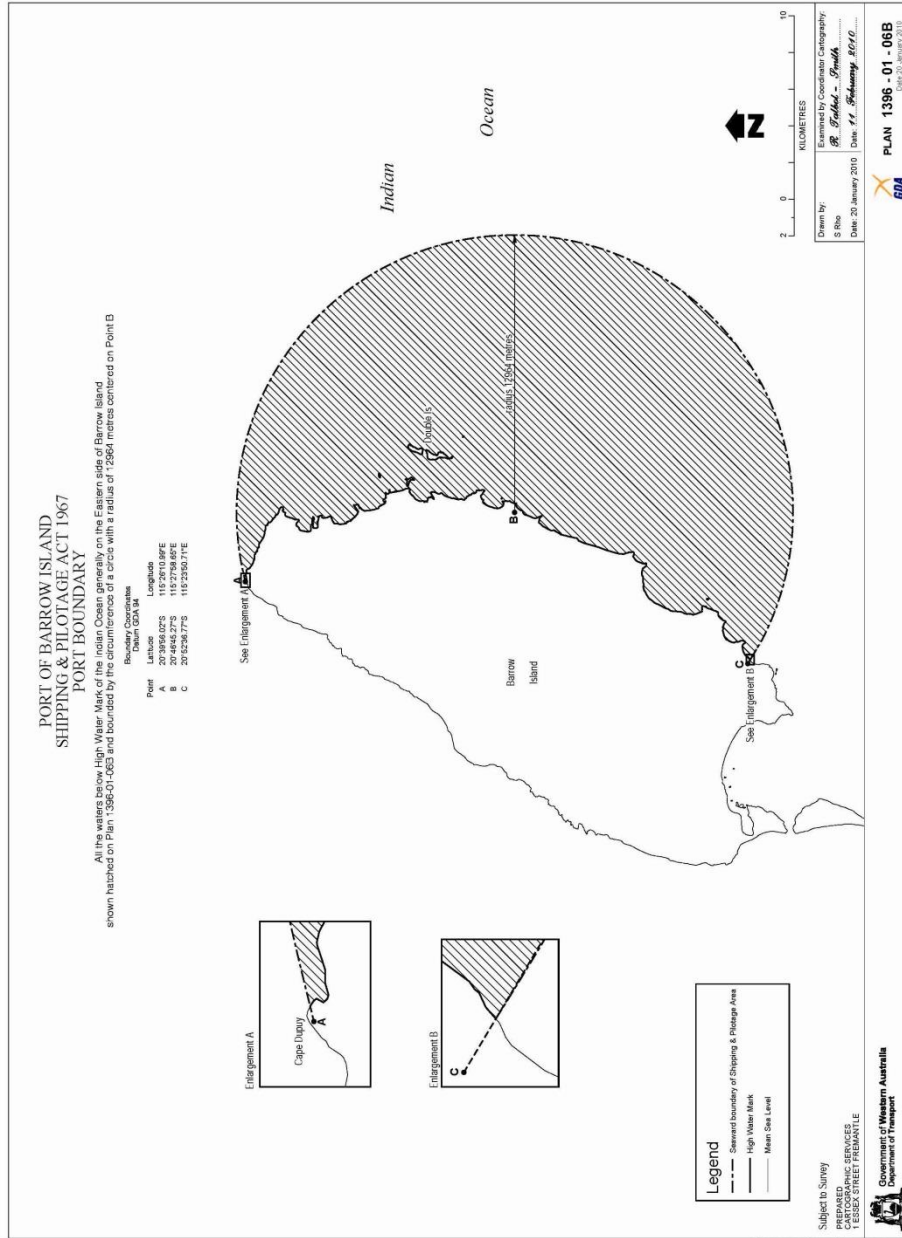 PORT OF BARROW ISLAND
SHIPPING & PILOTAGE ACT 1967
PORT BOUNDARY
All the waters below High Water Mark of the Indian Ocean generally on the Eastern side of Barrow Island
shown hatched on Plan 1396-01-06B and bounded by the circumference of a circle with a radius of 12964 metres centered on Point B
Boundary Coordinates
Datum GDA 94
Point Latitude Longitude
A 20°39'56.02"S 115°26'10.99"E
B 20°46'45.27"S 115°27'58.65"E
C 20°52'36.77"S 115°23'50.71"E
Enlargement A
Cape Dupuy
A
Enlargement B
C
See Enlargement A
A
Indian
Ocean
Double Is
B
radius 12964 metres
Barrow
Island
See Enlargement B
C
N
Legend
Seaward boundary of Shipping & Pilotage Area
High Water Mark
Mean Sea Level
2 0 10
KILOMETRES
Subject to Survey
PREPARED
CARTOGRAPHIC SERVICES
1 ESSEX STREET FREMANTLE
Drawn by:
S Rho
Date: 20 January 2010
Examined by Coordinator Cartography:
R Talbot - Smith
Date: 11 February 2010
Government of Western Australia
Department of Transport
GDA
PLAN 1396 - 01 - 06B
Date 20 January 2010